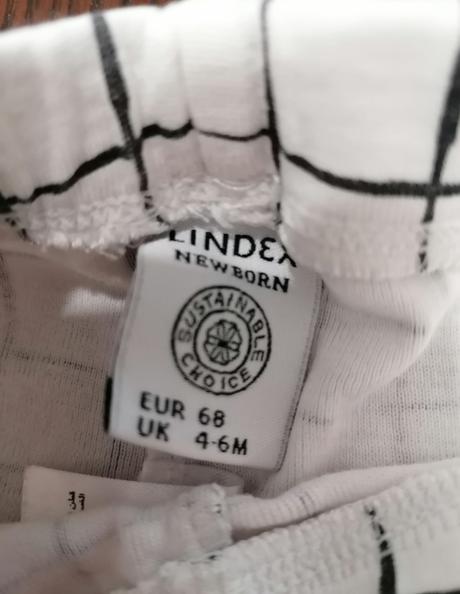 LINDEX
NEWBORN
SUSTAINABLE
CHOICE
EUR 68
UK 4-6M